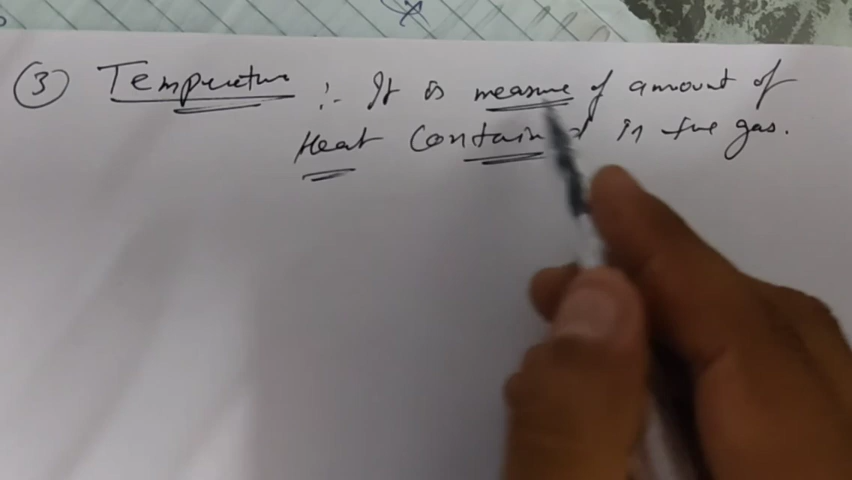 ③ Temperature :- It is measure of amount of
Heat Contained in the gas.